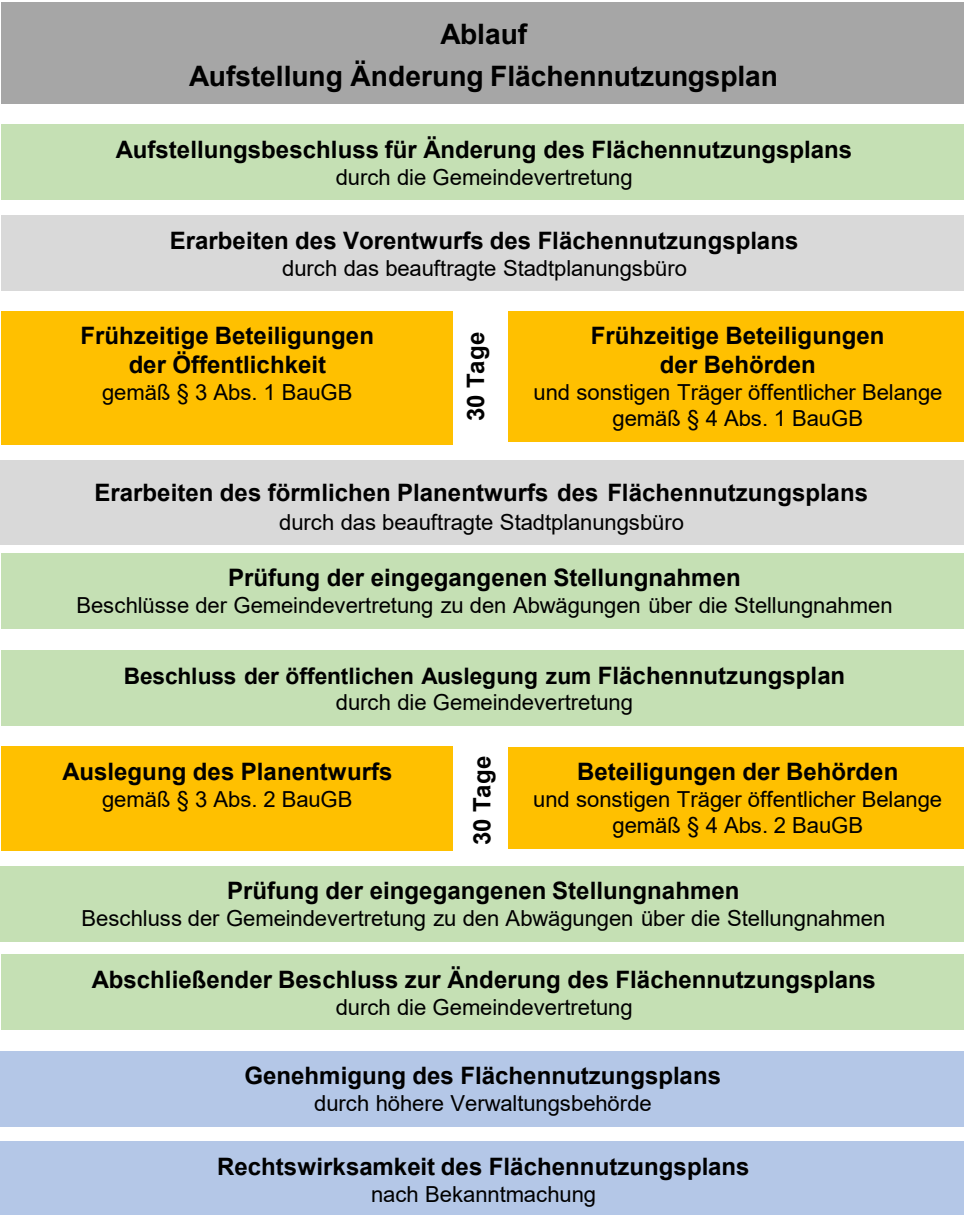 Ablauf
Aufstellung Änderung Flächennutzungsplan
Aufstellungsbeschluss für Änderung des Flächennutzungsplans
durch die Gemeindevertretung
Erarbeiten des Vorentwurfs des Flächennutzungsplans
durch das beauftragte Stadtplanungsbüro
Frühzeitige Beteiligungen
der Öffentlichkeit
gemäß § 3 Abs. 1 BauGB
30 Tage
Frühzeitige Beteiligungen
der Behörden
und sonstigen Träger öffentlicher Belange
gemäß § 4 Abs. 1 BauGB
Erarbeiten des förmlichen Planentwurfs des Flächennutzungsplans
durch das beauftragte Stadtplanungsbüro
Prüfung der eingegangenen Stellungnahmen
Beschlüsse der Gemeindevertretung zu den Abwägungen über die Stellungnahmen
Beschluss der öffentlichen Auslegung zum Flächennutzungsplan
durch die Gemeindevertretung
Auslegung des Planentwurfs
gemäß § 3 Abs. 2 BauGB
30 Tage
Beteiligungen der Behörden
und sonstigen Träger öffentlicher Belange
gemäß § 4 Abs. 2 BauGB
Prüfung der eingegangenen Stellungnahmen
Beschluss der Gemeindevertretung zu den Abwägungen über die Stellungnahmen
Abschließender Beschluss zur Änderung des Flächennutzungsplans
durch die Gemeindevertretung
Genehmigung des Flächennutzungsplans
durch höhere Verwaltungsbehörde
Rechtswirksamkeit des Flächennutzungsplans
nach Bekanntmachung